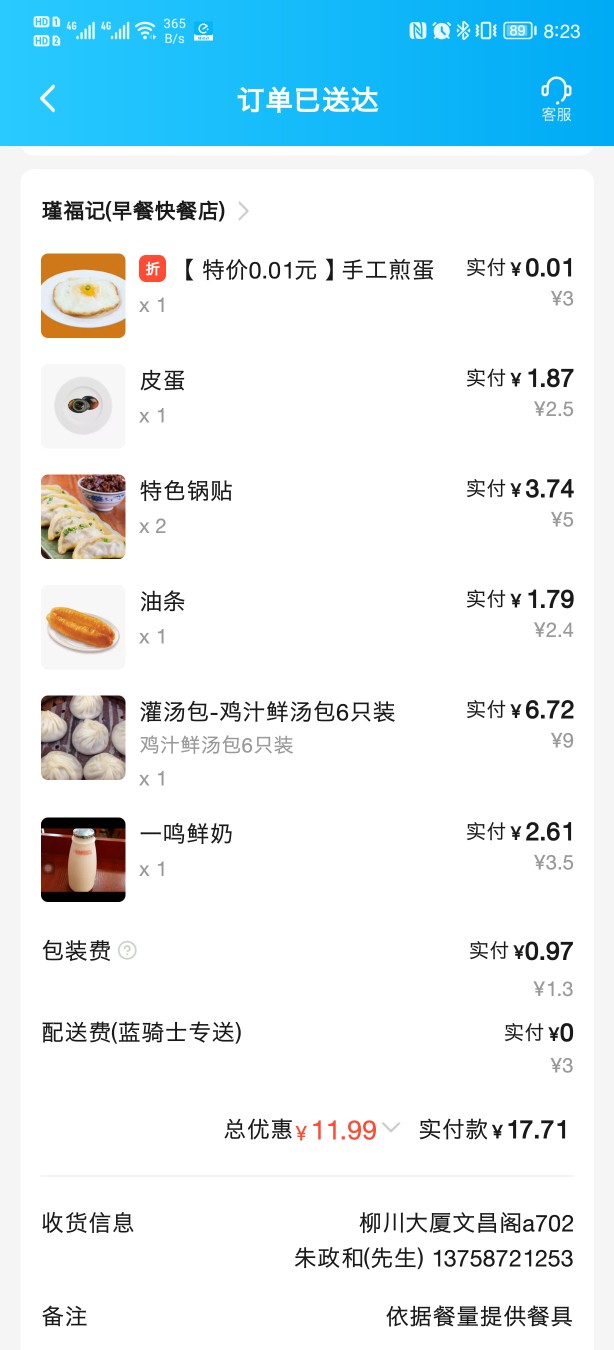 HD 1 4G 4G 365 B/s 89 8:23
HD 2
订单已送达
客服
瑾福记(早餐快餐店)
折 【 特价0.01元 】手工煎蛋 实付 ¥ 0.01
x 1 ¥3
皮蛋 实付 ¥ 1.87
x 1 ¥2.5
特色锅贴 实付 ¥ 3.74
x 2 ¥5
油条 实付 ¥ 1.79
x 1 ¥2.4
灌汤包-鸡汁鲜汤包6只装 实付 ¥ 6.72
鸡汁鲜汤包6只装 ¥9
x 1
一鸣鲜奶 实付 ¥ 2.61
x 1 ¥3.5
包装费 ? 实付 ¥0.97
¥1.3
配送费(蓝骑士专送) 实付 ¥0
¥3
总优惠¥ 11.99 实付款 ¥ 17.71
收货信息 柳川大厦文昌阁a702
朱政和(先生) 13758721253
备注 依据餐量提供餐具